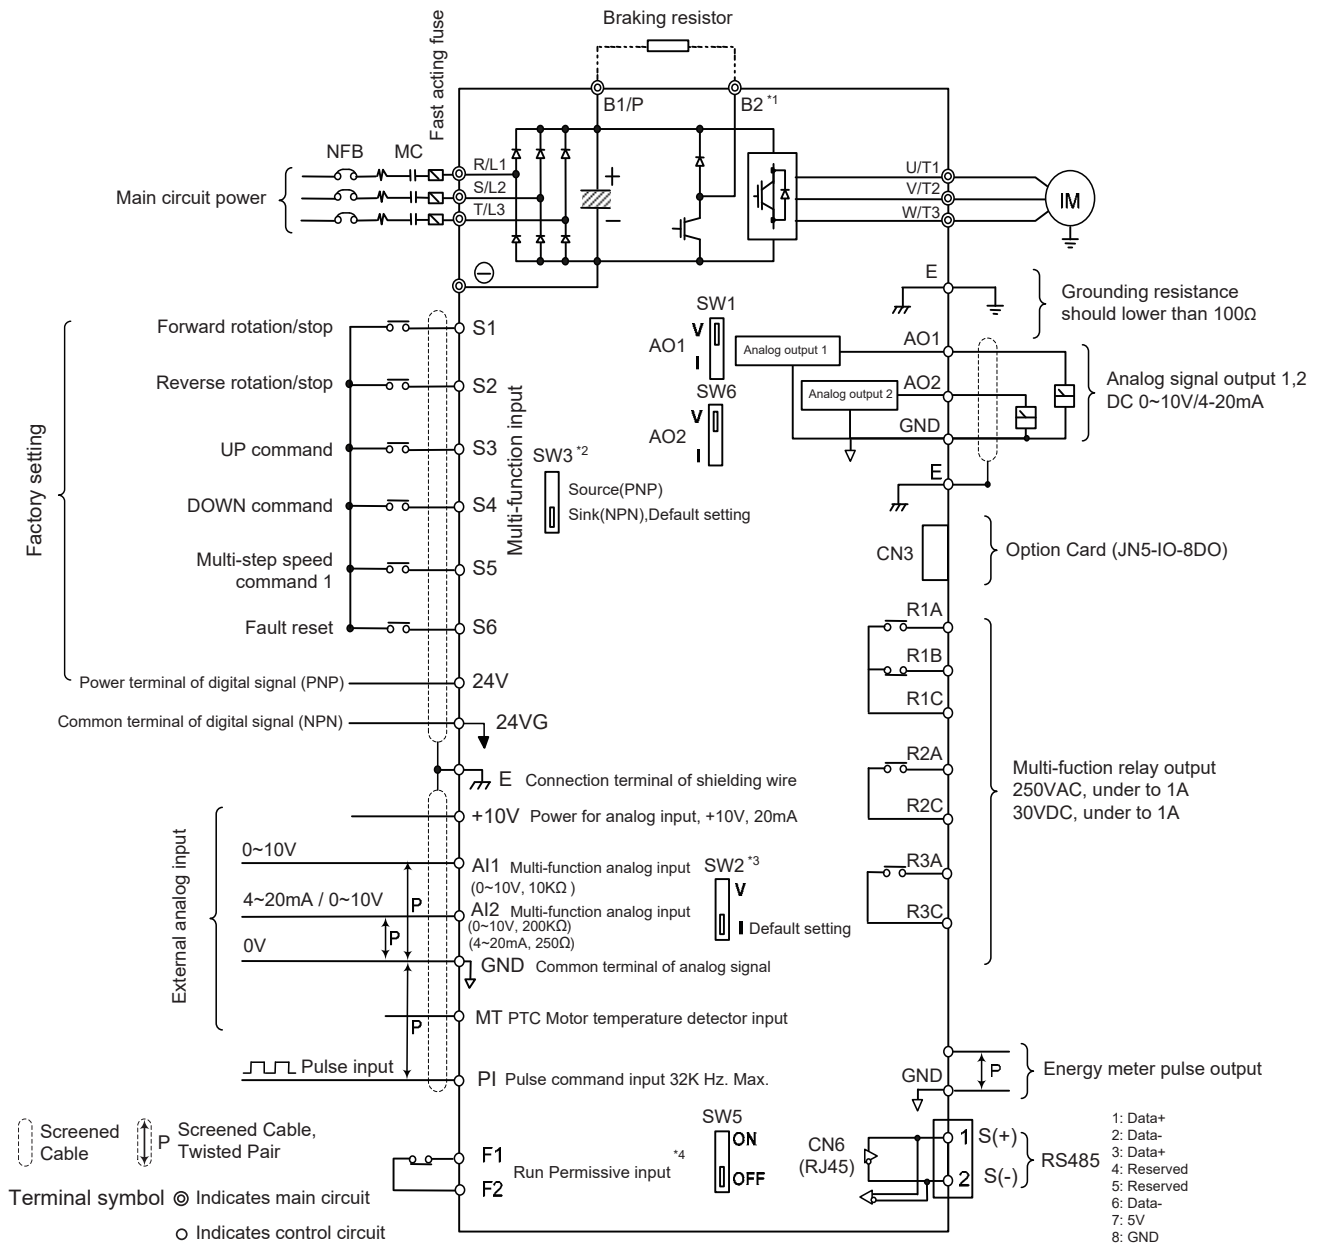 Braking resistor
Fast acting fuse
B1/P
B2 *1
NFB
MC
R/L1
S/L2
T/L3
Main circuit power
+
−
U/T1
V/T2
W/T3
IM
E
Grounding resistance
should lower than 100Ω
Factory setting
Forward rotation/stop
S1
Reverse rotation/stop
S2
UP command
S3
DOWN command
S4
Multi-step speed
command 1
S5
Fault reset
S6
Multi-function input
Power terminal of digital signal (PNP)
24V
Common terminal of digital signal (NPN)
24VG
SW3 *2
Source(PNP)
Sink(NPN),Default setting
SW1
AO1
V
I
SW6
AO2
V
I
Analog output 1
Analog output 2
AO1
AO2
GND
Analog signal output 1,2
DC 0~10V/4-20mA
E
CN3
Option Card (JN5-IO-8DO)
R1A
R1B
R1C
R2A
R2C
R3A
R3C
Multi-fuction relay output
250VAC, under to 1A
30VDC, under to 1A
E Connection terminal of shielding wire
External analog input
+10V Power for analog input, +10V, 20mA
0~10V
AI1 Multi-function analog input
(0~10V, 10KΩ )
4~20mA / 0~10V
AI2 Multi-function analog input
(0~10V, 200KΩ)
(4~20mA, 250Ω)
P
P
0V
GND Common terminal of analog signal
SW2 *3
V
I Default setting
MT PTC Motor temperature detector input
P
Pulse input
PI Pulse command input 32K Hz. Max.
GND
P
Energy meter pulse output
F1
F2
Run Permissive input *4
SW5
ON
OFF
CN6
(RJ45)
1
2
S(+)
S(-)
RS485
1: Data+
2: Data-
3: Data+
4: Reserved
5: Reserved
6: Data-
7: 5V
8: GND
Screened
Cable
P
Screened Cable,
Twisted Pair
Terminal symbol
Indicates main circuit
Indicates control circuit